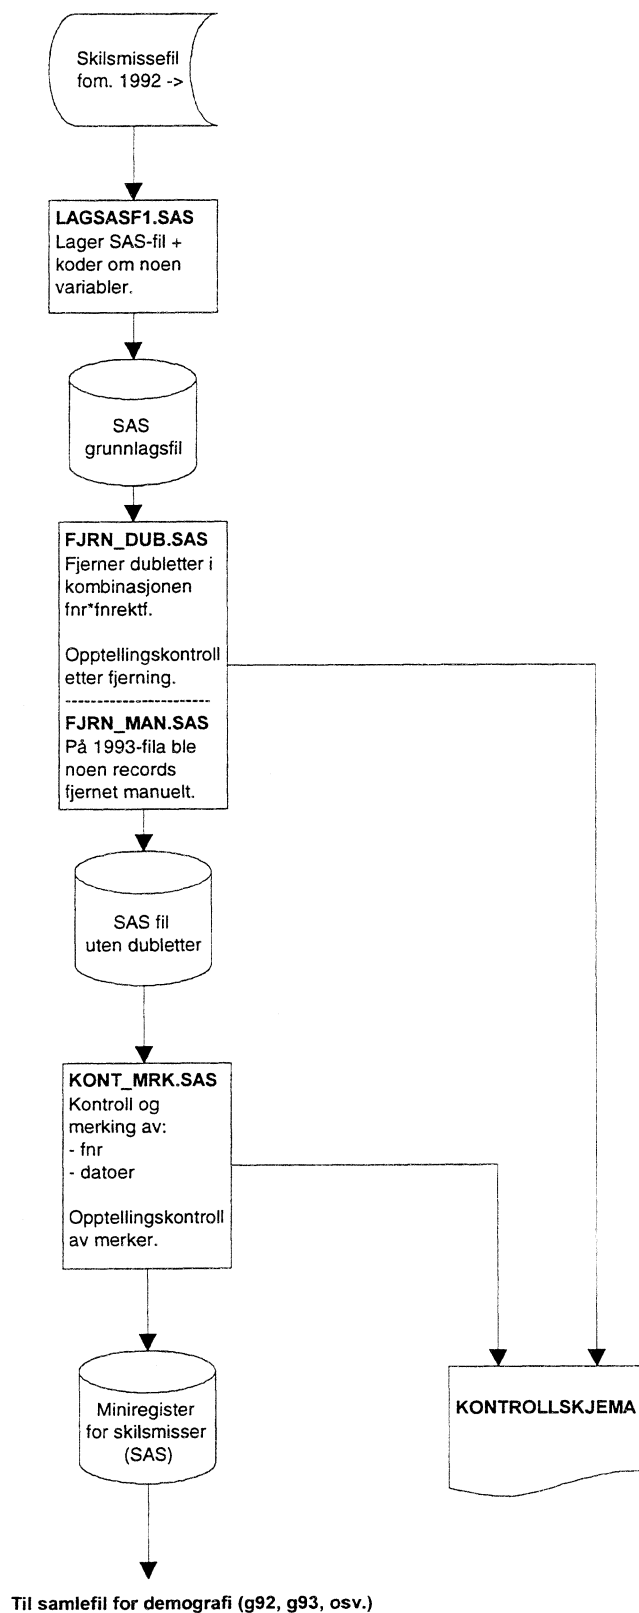 Skilsmissefil
fom. 1992 ->
LAGSASF1.SAS
Lager SAS-fil +
koder om noen
variabler.
SAS
grunnlagsfil
FJRN_DUB.SAS
Fjerner dubletter i
kombinasjonen
fnr*fnrektf.
Opptellingskontroll
etter fjerning.
----------------------
FJRN_MAN.SAS
På 1993-fila ble
noen records
fjernet manuelt.
SAS fil
uten dubletter
KONT_MRK.SAS
Kontroll og
merking av:
- fnr
- datoer
Opptellingskontroll
av merker.
Miniregister
for skilsmisser
(SAS)
KONTROLLSKJEMA
Til samlefil for demografi (g92, g93, osv.)